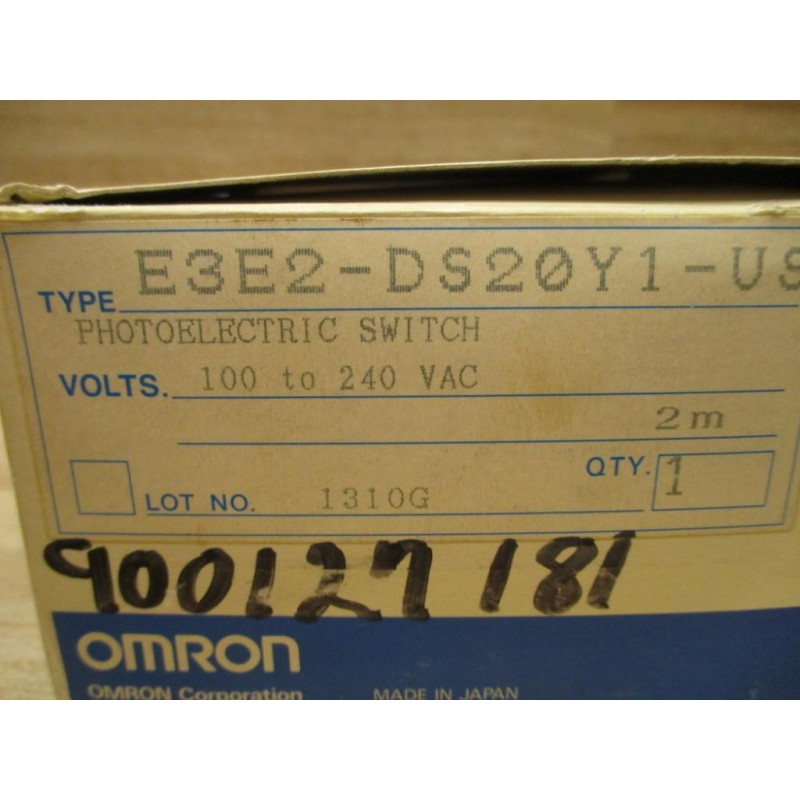 TYPE E3E2-DS20Y1-US
PHOTOELECTRIC SWITCH
VOLTS. 100 to 240 VAC
2m
QTY. 1
LOT NO. 1310G
900127181
OMRON
OMRON Corporation MADE IN JAPAN